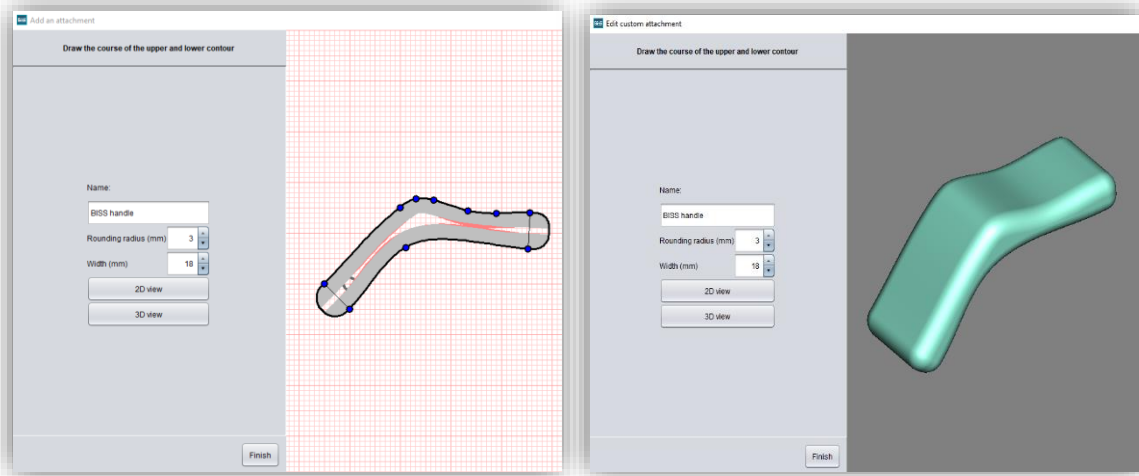 Add an attachment
Draw the course of the upper and lower contour
Name:
BISS handle
Rounding radius (mm) 3
Width (mm) 18
2D view
3D view
Finish
Edit custom attachment
Draw the course of the upper and lower contour
Name:
BISS handle
Rounding radius (mm) 3
Width (mm) 18
2D view
3D view
Finish